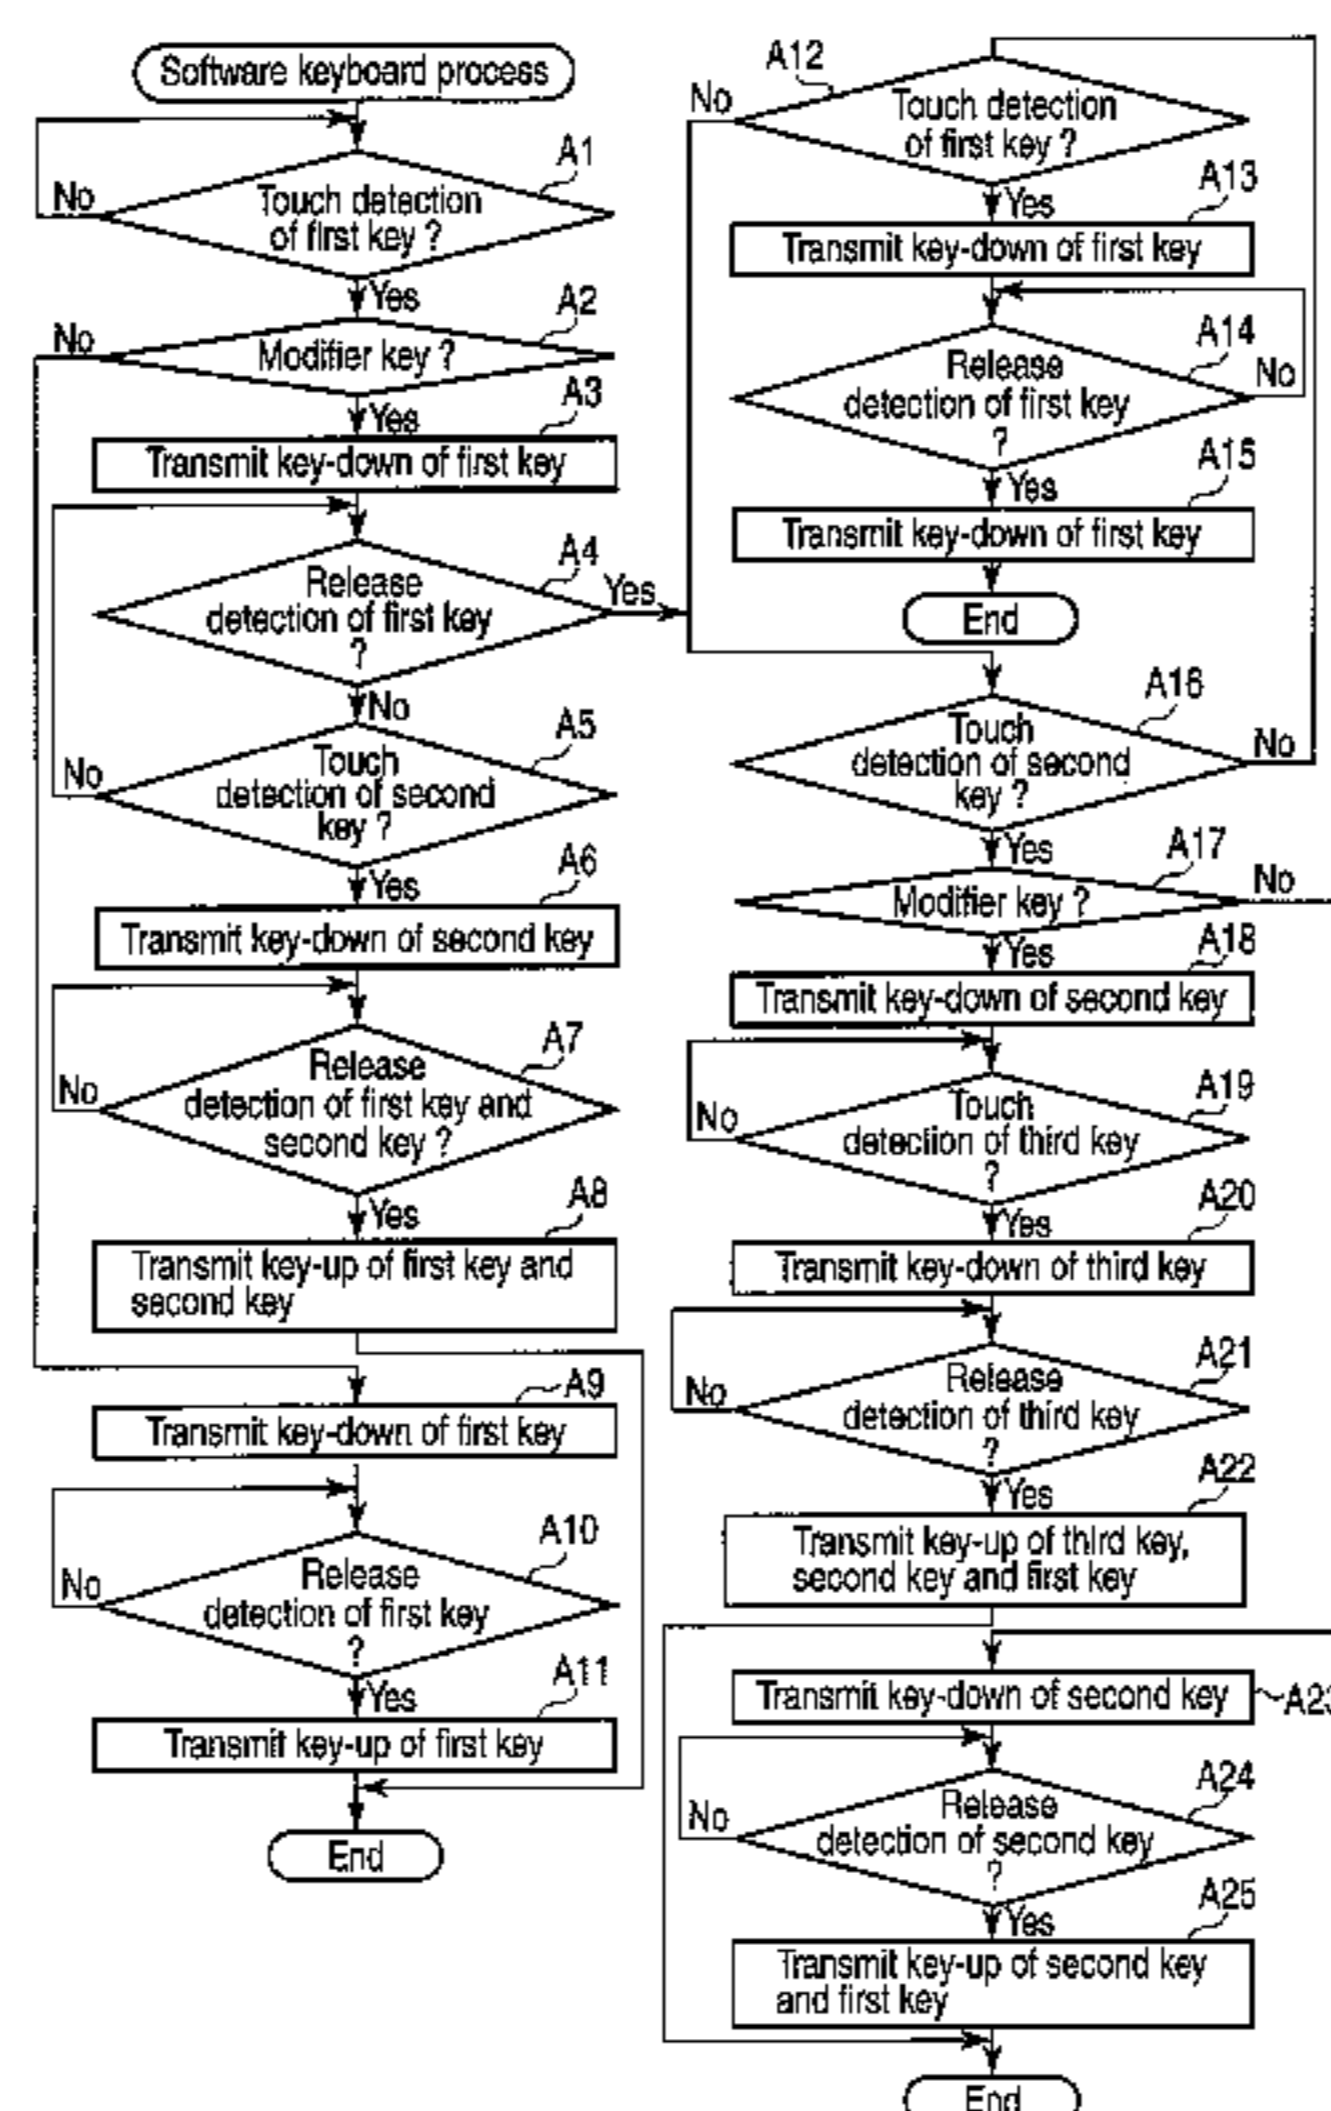 Software keyboard process
A1
No
Touch detection
of first key ?
Yes
A2
No
Modifier key ?
Yes
A3
Transmit key-down of first key
A4
Release
detection of first key
?
Yes
No
A5
Touch
detection of second
key ?
No
Yes
A6
Transmit key-down of second key
A7
Release
detection of first key and
second key ?
No
Yes
A8
Transmit key-up of first key and
second key
A9
Transmit key-down of first key
A10
Release
detection of first key
?
No
Yes
A11
Transmit key-up of first key
End
A12
No
Touch detection
of first key ?
Yes
A13
Transmit key-down of first key
A14
Release
detection of first key
?
No
Yes
A15
Transmit key-down of first key
End
A16
Touch
detection of second
key ?
No
Yes
A17
Modifier key ?
No
Yes
A18
Transmit key-down of second key
A19
Touch
detection of third key
?
No
Yes
A20
Transmit key-down of third key
A21
Release
detection of third key
?
No
Yes
A22
Transmit key-up of third key,
second key and first key
Transmit key-down of second key
A23
A24
Release
detection of second key
?
No
Yes
A25
Transmit key-up of second key
and first key
End